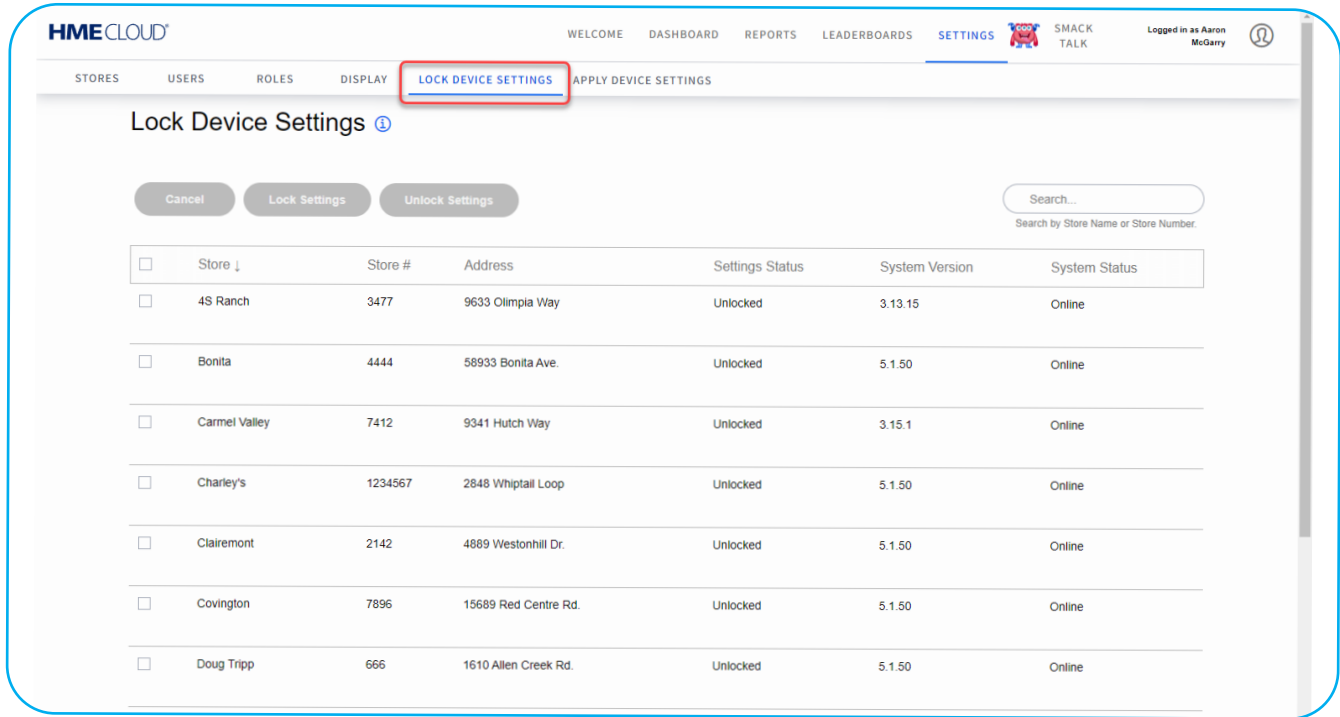 HME CLOUD®
WELCOME DASHBOARD REPORTS LEADERBOARDS SETTINGS SMACK TALK Logged in as Aaron McGarry
STORES USERS ROLES DISPLAY LOCK DEVICE SETTINGS APPLY DEVICE SETTINGS
Lock Device Settings
Cancel Lock Settings Unlock Settings Search...
Search by Store Name or Store Number.
Store ↓ Store # Address Settings Status System Version System Status
4S Ranch 3477 9633 Olimpia Way Unlocked 3.13.15 Online
Bonita 4444 58933 Bonita Ave. Unlocked 5.1.50 Online
Carmel Valley 7412 9341 Hutch Way Unlocked 3.15.1 Online
Charley's 1234567 2848 Whiptail Loop Unlocked 5.1.50 Online
Clairemont 2142 4889 Westonhill Dr. Unlocked 5.1.50 Online
Covington 7896 15689 Red Centre Rd. Unlocked 5.1.50 Online
Doug Tripp 666 1610 Allen Creek Rd. Unlocked 5.1.50 Online